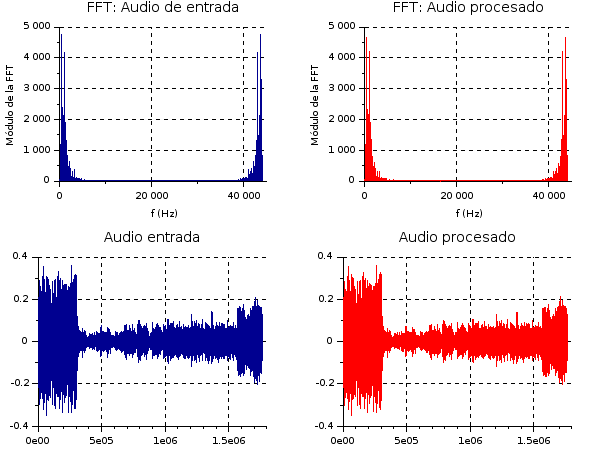 FFT: Audio de entrada
FFT: Audio procesado
5 000
4 000
3 000
2 000
1 000
0
Módulo de la FFT
0
20 000
40 000
f (Hz)
5 000
4 000
3 000
2 000
1 000
0
Módulo de la FFT
0
20 000
40 000
f (Hz)
Audio entrada
Audio procesado
0.4
0.2
0
-0.2
-0.4
0e00
5e05
1e06
1.5e06
0.4
0.2
0
-0.2
-0.4
0e00
5e05
1e06
1.5e06